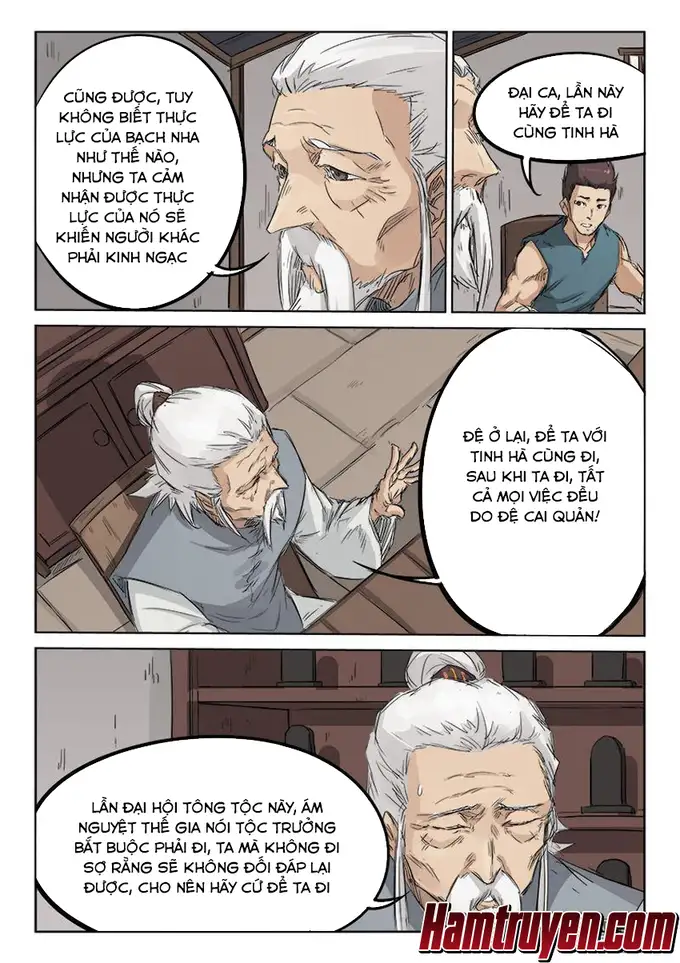 CŨNG ĐƯỢC, TUY
KHÔNG BIẾT THỰC
LỰC CỦA BẠCH NHA
NHƯ THẾ NÀO,
NHƯNG TA CẢM
NHẬN ĐƯỢC THỰC
LỰC CỦA NÓ SẼ
KHIẾN NGƯỜI KHÁC
PHẢI KINH NGẠC
ĐẠI CA, LẦN NÀY
HÃY ĐỂ TA ĐI
CÙNG TINH HÀ
ĐỆ Ở LẠI, ĐỂ TA VỚI
TINH HÀ CÙNG ĐI,
SAU KHI TA ĐI, TẤT
CẢ MỌI VIỆC ĐỀU
DO ĐỆ CAI QUẢN!
LẦN ĐẠI HỘI TÔNG TỘC NÀY, ÁM
NGUYỆT THẾ GIA NÓI TỘC TRƯỞNG
BẮT BUỘC PHẢI ĐI, TA MÀ KHÔNG ĐI
SỢ RẰNG SẼ KHÔNG ĐỐI ĐÁP LẠI
ĐƯỢC, CHO NÊN HÃY CỨ ĐỂ TA ĐI
Hamtruyen.com